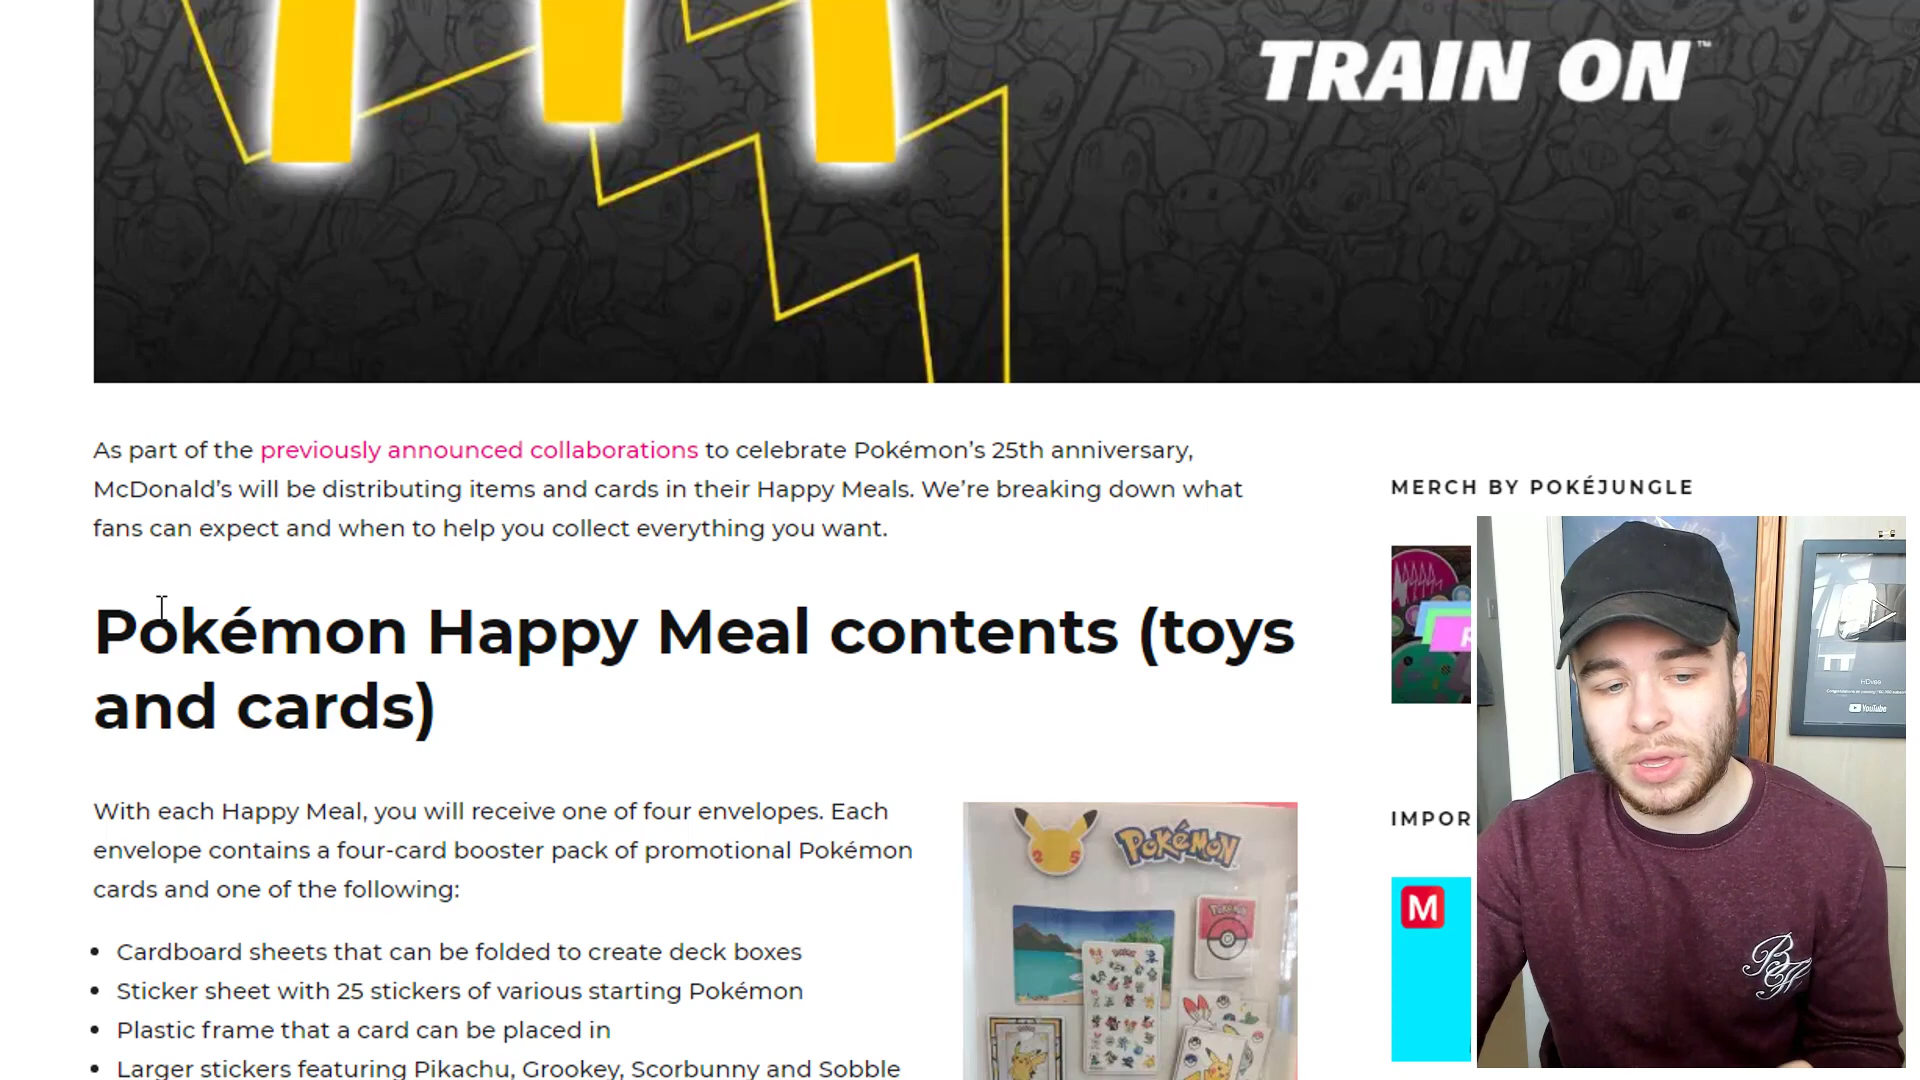 TRAIN ON™
As part of the previously announced collaborations to celebrate Pokémon’s 25th anniversary,
McDonald’s will be distributing items and cards in their Happy Meals. We’re breaking down what
fans can expect and when to help you collect everything you want.
MERCH BY POKÉJUNGLE
Pokémon Happy Meal contents (toys
and cards)
With each Happy Meal, you will receive one of four envelopes. Each
envelope contains a four-card booster pack of promotional Pokémon
cards and one of the following:
• Cardboard sheets that can be folded to create deck boxes
• Sticker sheet with 25 stickers of various starting Pokémon
• Plastic frame that a card can be placed in
• Larger stickers featuring Pikachu, Grookey, Scorbunny and Sobble
25
Pokémon
Pokémon
IMPOR
M
HDvee
YouTube